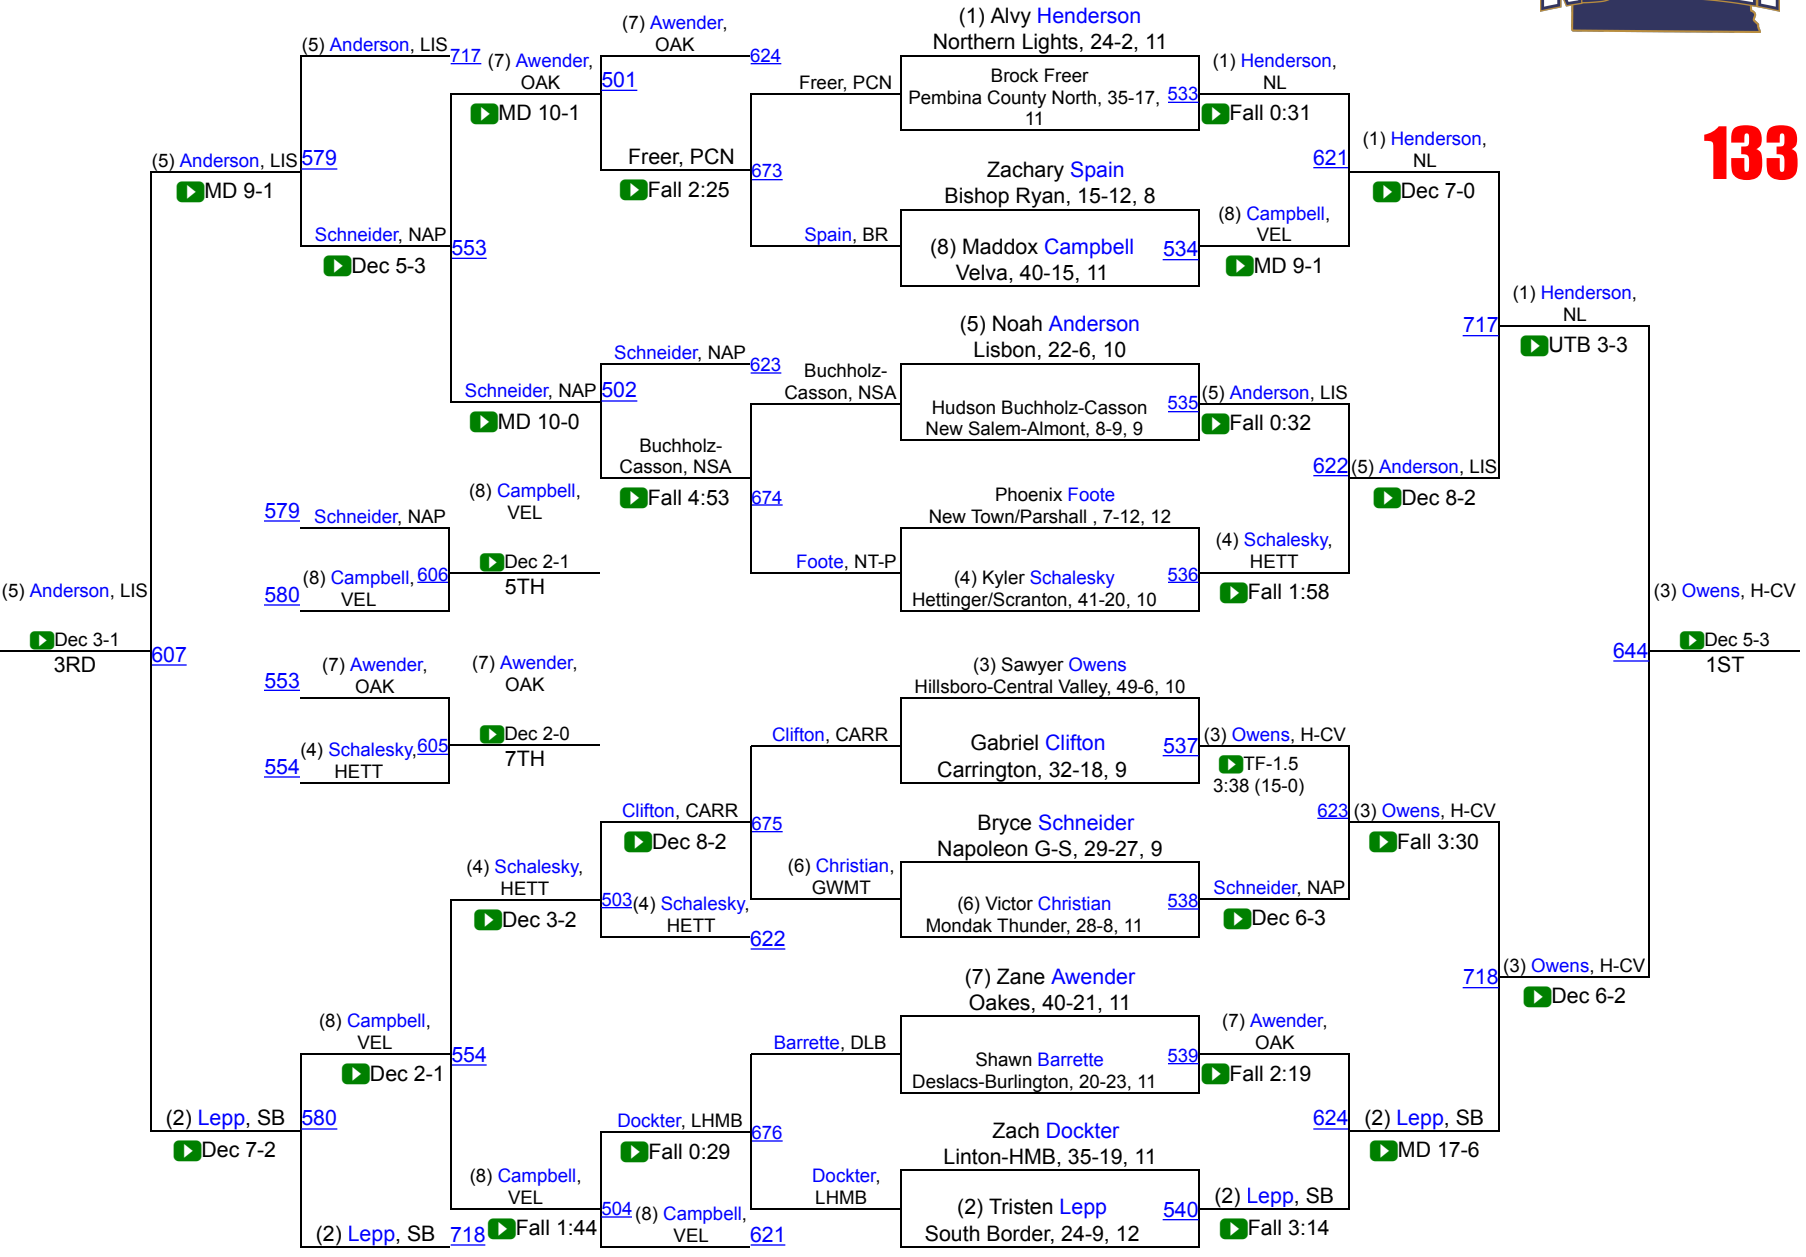 (1) Alvy Henderson
Northern Lights, 24-2, 11
Brock Freer
Pembina County North, 35-17,
11
533
Zachary Spain
Bishop Ryan, 15-12, 8
(8) Maddox Campbell
Velva, 40-15, 11
534
(5) Noah Anderson
Lisbon, 22-6, 10
Hudson Buchholz-Casson
New Salem-Almont, 8-9, 9
535
Phoenix Foote
New Town/Parshall , 7-12, 12
(4) Kyler Schalesky
Hettinger/Scranton, 41-20, 10
536
(3) Sawyer Owens
Hillsboro-Central Valley, 49-6, 10
Gabriel Clifton
Carrington, 32-18, 9
537
Bryce Schneider
Napoleon G-S, 29-27, 9
(6) Victor Christian
Mondak Thunder, 28-8, 11
538
(7) Zane Awender
Oakes, 40-21, 11
Shawn Barrette
Deslacs-Burlington, 20-23, 11
539
Zach Dockter
Linton-HMB, 35-19, 11
(2) Tristen Lepp
South Border, 24-9, 12
540
(1) Henderson,
NL
Fall 0:31
621
(8) Campbell,
VEL
MD 9-1
(5) Anderson, LIS
Fall 0:32
622
(4) Schalesky,
HETT
Fall 1:58
(3) Owens, H-CV
TF-1.5
3:38 (15-0)
623
Schneider, NAP
Dec 6-3
(7) Awender,
OAK
Fall 2:19
624
(2) Lepp, SB
Fall 3:14
(1) Henderson,
NL
Dec 7-0
717
(5) Anderson, LIS
Dec 8-2
(3) Owens, H-CV
Fall 3:30
718
(2) Lepp, SB
MD 17-6
(1) Henderson,
NL
UTB 3-3
644
(3) Owens, H-CV
Dec 6-2
(3) Owens, H-CV
Dec 5-3
1ST
133
Freer, PCN
673
Spain, BR
Buchholz-
Casson, NSA
674
Foote, NT-P
Clifton, CARR
675
(6) Christian,
GWMT
Barrette, DLB
676
Dockter,
LHMB
(7) Awender,
OAK
624
501
Freer, PCN
Fall 2:25
Schneider, NAP
623
502
Buchholz-
Casson, NSA
Fall 4:53
Clifton, CARR
Dec 8-2
503
(4) Schalesky,
HETT
622
Dockter, LHMB
Fall 0:29
504
(8) Campbell,
VEL
621
(7) Awender,
OAK
MD 10-1
553
Schneider, NAP
MD 10-0
(4) Schalesky,
HETT
Dec 3-2
554
(8) Campbell,
VEL
Fall 1:44
(5) Anderson, LIS
717
579
Schneider, NAP
Dec 5-3
(8) Campbell,
VEL
Dec 2-1
580
(2) Lepp, SB
718
(5) Anderson, LIS
MD 9-1
607
(2) Lepp, SB
Dec 7-2
(5) Anderson, LIS
Dec 3-1
3RD
579
Schneider, NAP
580
(8) Campbell,
VEL
606
(8) Campbell,
VEL
Dec 2-1
5TH
553
(7) Awender,
OAK
554
(4) Schalesky,
HETT
605
(7) Awender,
OAK
Dec 2-0
7TH